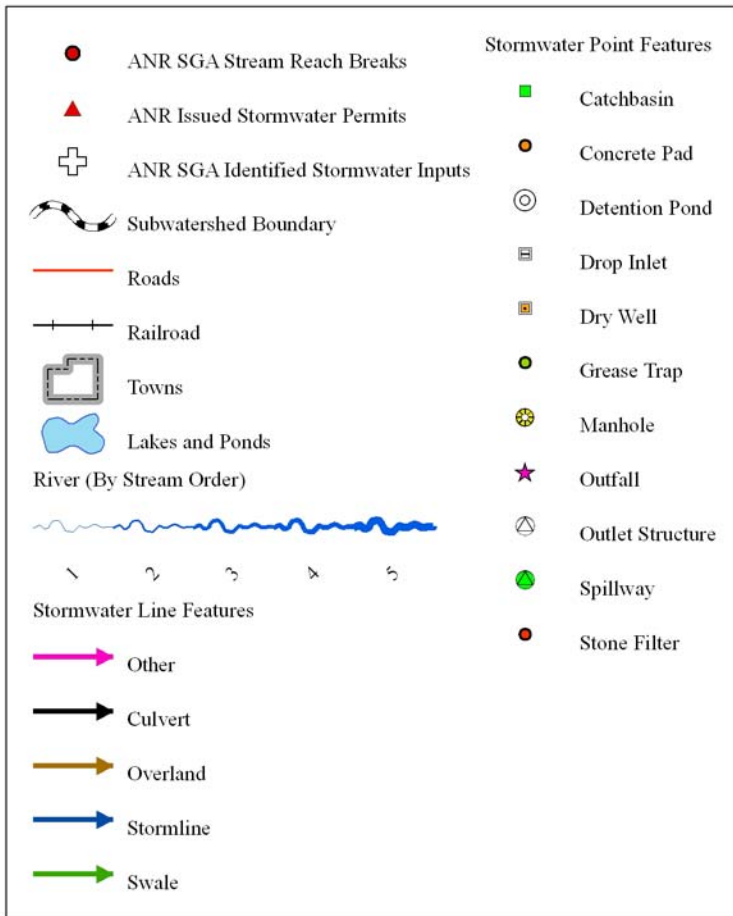 ANR SGA Stream Reach Breaks
ANR Issued Stormwater Permits
ANR SGA Identified Stormwater Inputs
Subwatershed Boundary
Roads
Railroad
Towns
Lakes and Ponds
River (By Stream Order)
1 2 3 4 5
Stormwater Line Features
Other
Culvert
Overland
Stormline
Swale
Stormwater Point Features
Catchbasin
Concrete Pad
Detention Pond
Drop Inlet
Dry Well
Grease Trap
Manhole
Outfall
Outlet Structure
Spillway
Stone Filter